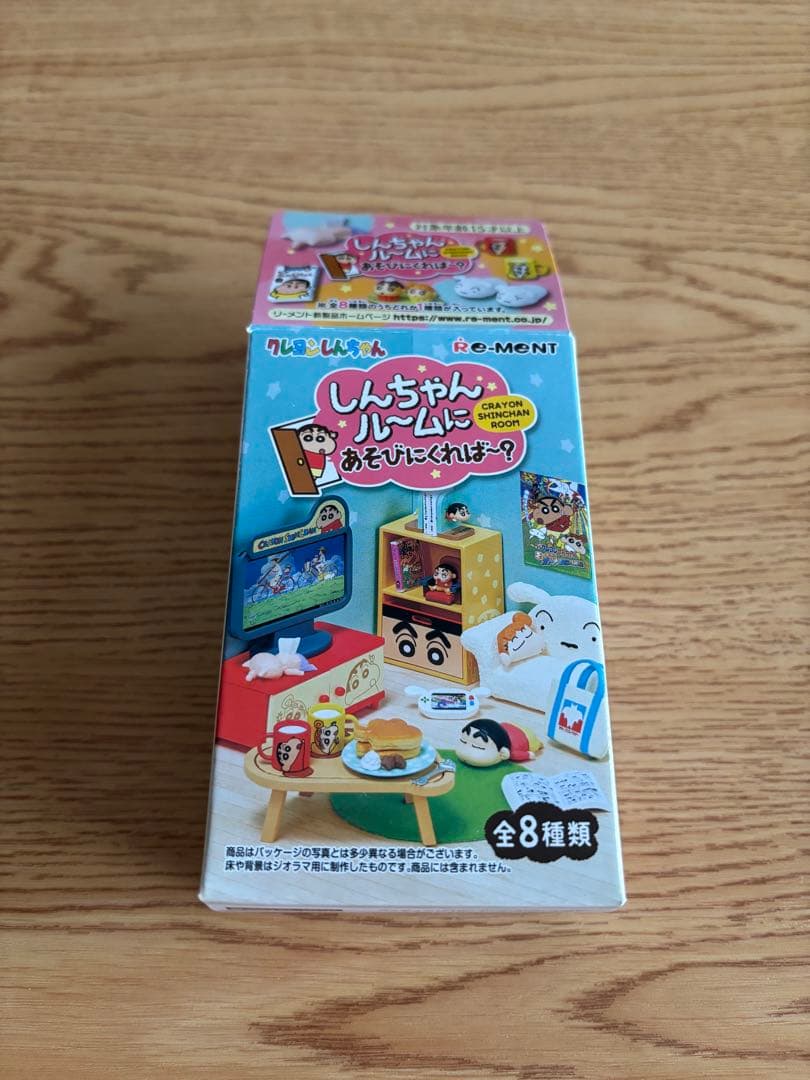 対象年齢15才以上
しんちゃん
ルームに
あそびにくれば〜?
CRAYON
SHINCHAN
ROOM
※全8種類のうちどれか1種類が入っています。
リーメント新製品ホームページ https://www.re-ment.co.jp/
クレヨンしんちゃん
Re-MeNT
しんちゃん
ルームに
あそびにくれば〜?
CRAYON
SHINCHAN
ROOM
CRAYON SHINCHAN
全8種類
商品はパッケージの写真とは多少異なる場合がございます。
床や背景はジオラマ用に制作したものです。商品には含まれません。